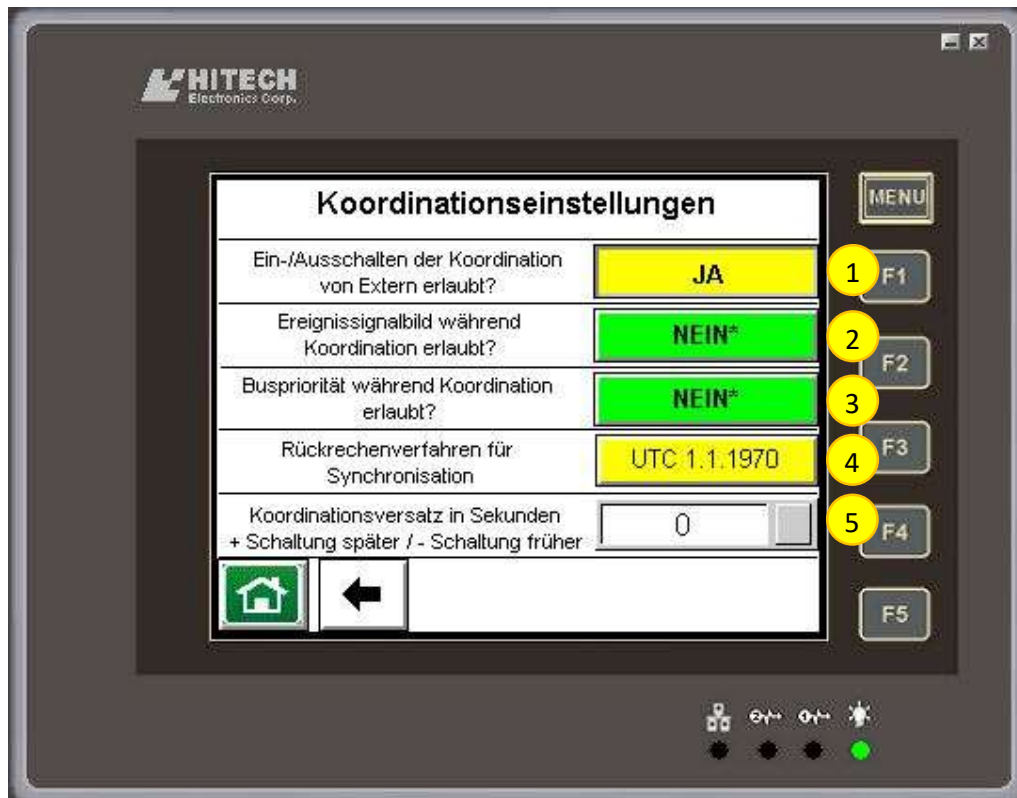 HITECH
Electronics Corp.
Koordinationseinstellungen
MENU
Ein-/Ausschalten der Koordination
von Extern erlaubt?
JA
1
F1
Ereignissignalbild während
Koordination erlaubt?
NEIN*
2
F2
Buspriorität während Koordination
erlaubt?
NEIN*
3
Rückrechenverfahren für
Synchronisation
UTC 1.1.1970
4
F3
Koordinationsversatz in Sekunden
+ Schaltung später / - Schaltung früher
0
5
F4
F5